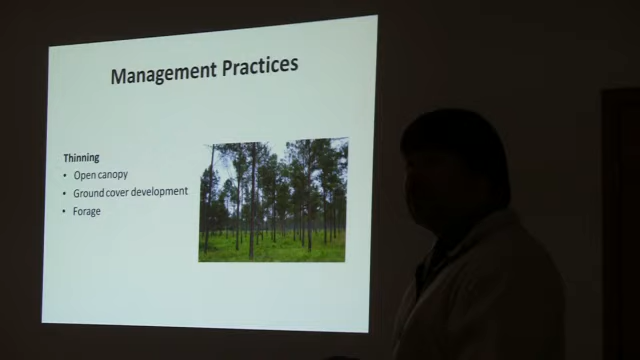 Management Practices
Thinning
• Open canopy
• Ground cover development
• Forage